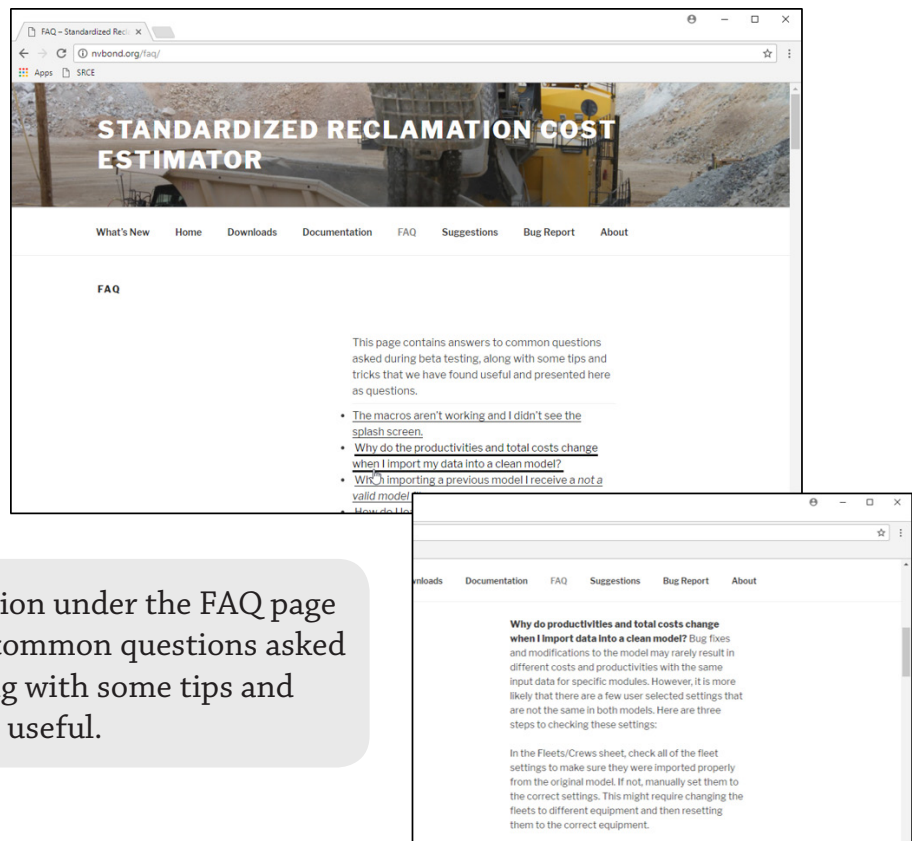 FAQ – Standardized Recl
nvbond.org/faq/
Apps SRCE
STANDARDIZED RECLAMATION COST
ESTIMATOR
What's New Home Downloads Documentation FAQ Suggestions Bug Report About
FAQ
This page contains answers to common questions
asked during beta testing, along with some tips and
tricks that we have found useful and presented here
as questions.
• The macros aren't working and I didn't see the
splash screen.
• Why do the productivities and total costs change
when I import my data into a clean model?
• When importing a previous model I receive a not a
valid model
• How do I
wnloads Documentation FAQ Suggestions Bug Report About
Why do productivities and total costs change
when I import data into a clean model? Bug fixes
and modifications to the model may rarely result in
different costs and productivities with the same
input data for specific modules. However, it is more
likely that there are a few user selected settings that
are not the same in both models. Here are three
steps to checking these settings:
In the Fleets/Crews sheet, check all of the fleet
settings to make sure they were imported properly
from the original model. If not, manually set them to
the correct settings. This might require changing the
fleets to different equipment and then resetting
them to the correct equipment.
tion under the FAQ page
common questions asked
g with some tips and
useful.